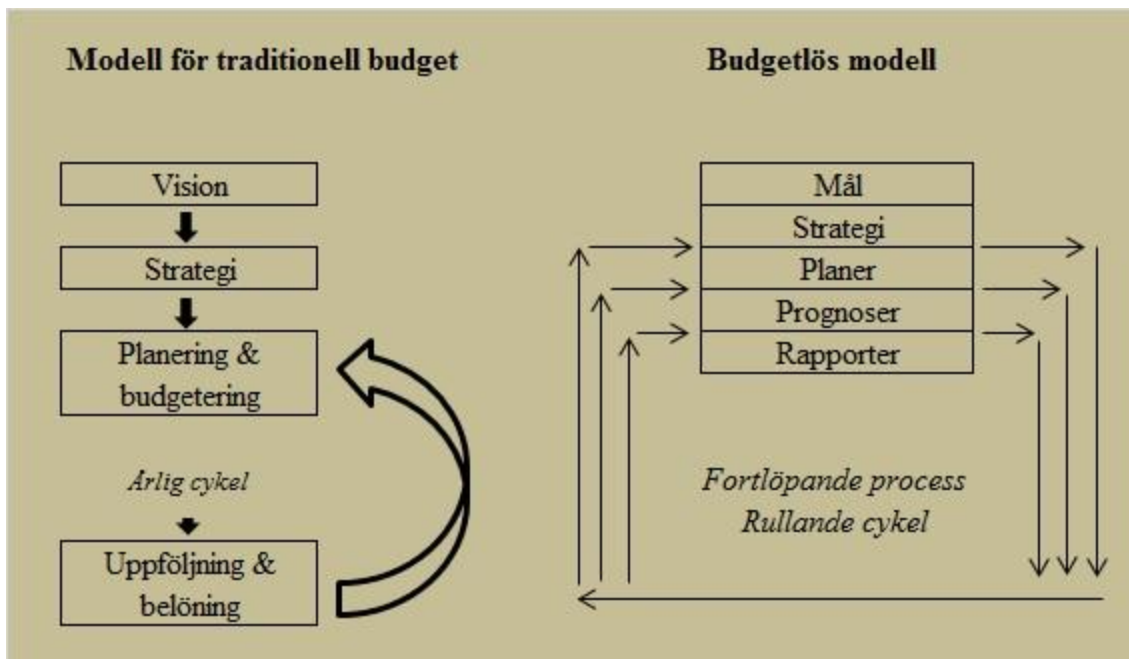 Modell för traditionell budget
Vision
Strategi
Planering &
budgetering
Årlig cykel
Uppföljning &
belöning
Budgetlös modell
Mål
Strategi
Planer
Prognoser
Rapporter
Fortlöpande process
Rullande cykel